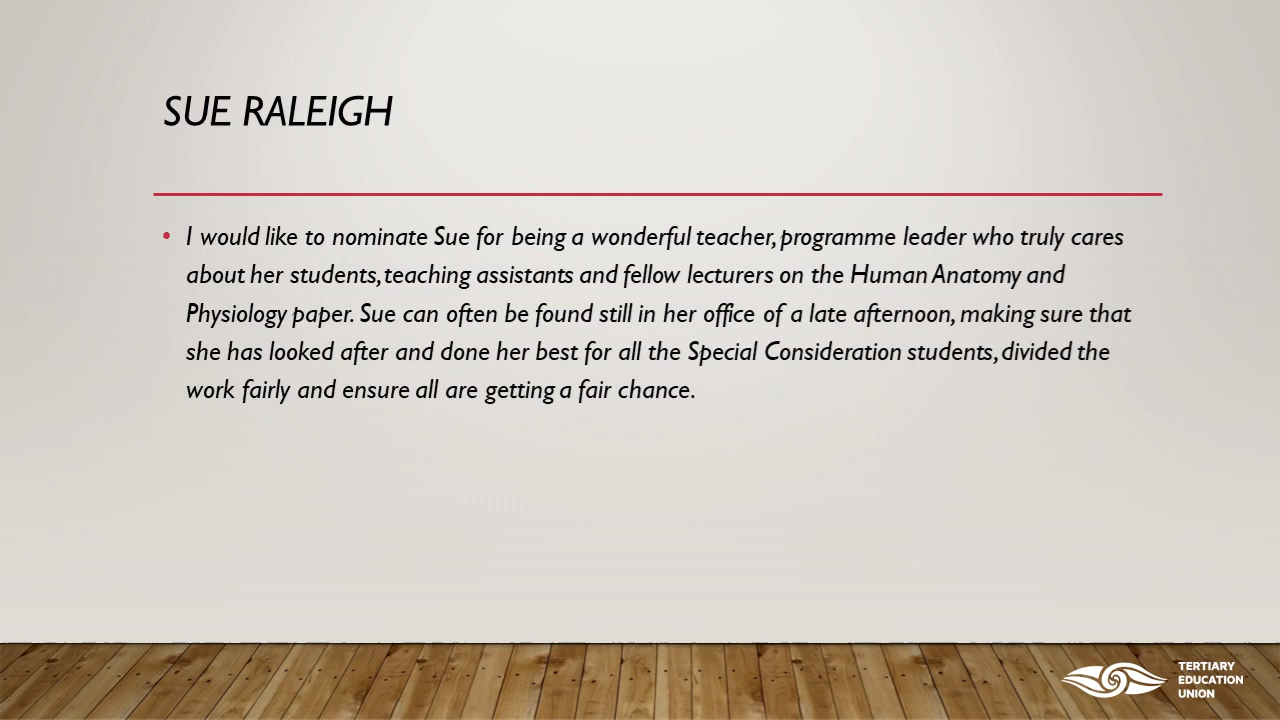 SUE RALEIGH
• I would like to nominate Sue for being a wonderful teacher, programme leader who truly cares
about her students, teaching assistants and fellow lecturers on the Human Anatomy and
Physiology paper. Sue can often be found still in her office of a late afternoon, making sure that
she has looked after and done her best for all the Special Consideration students, divided the
work fairly and ensure all are getting a fair chance.
TERTIARY
EDUCATION
UNION